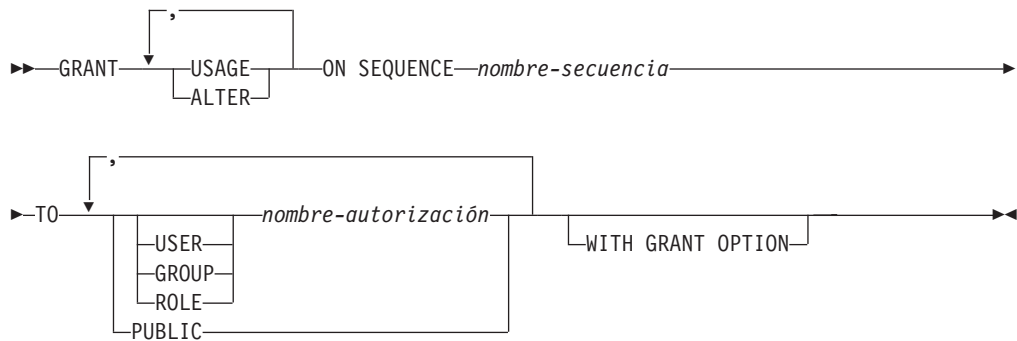 ,
GRANT USAGE ON SEQUENCE nombre-secuencia
ALTER
,
TO nombre-autorización
USER WITH GRANT OPTION
GROUP
ROLE
PUBLIC